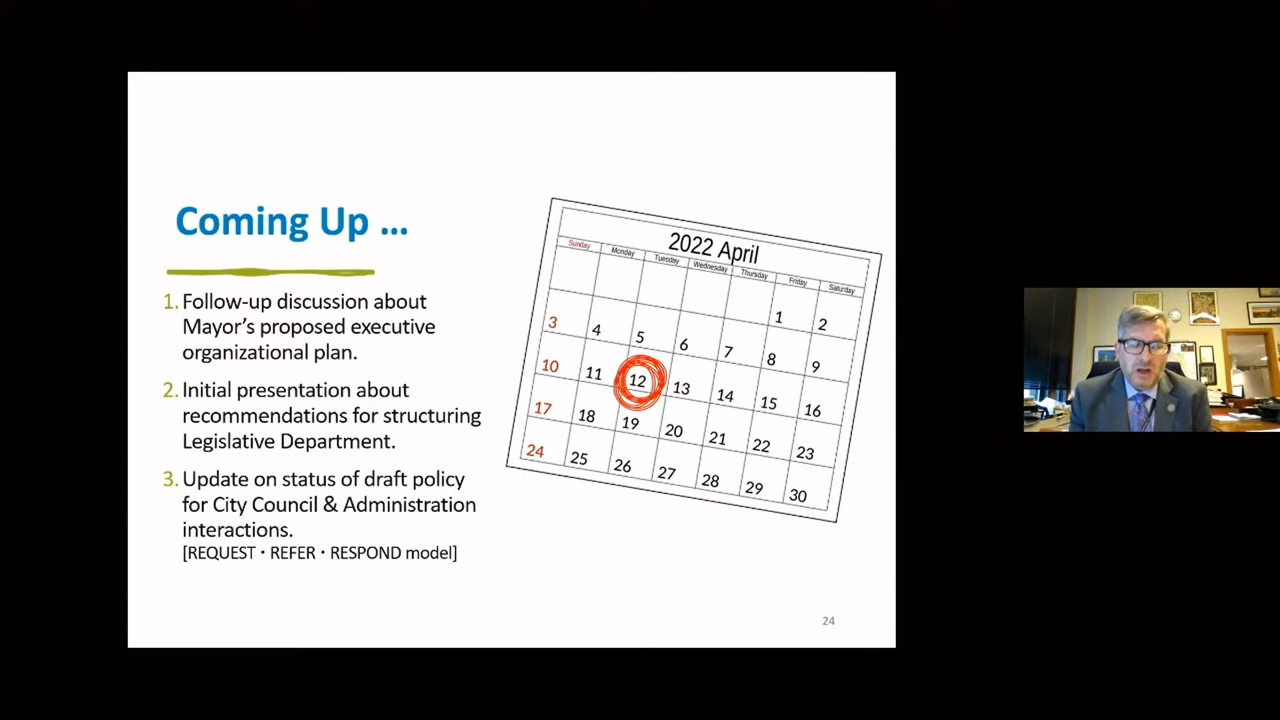 Coming Up ...
1. Follow-up discussion about
Mayor's proposed executive
organizational plan.
2. Initial presentation about
recommendations for structuring
Legislative Department.
3. Update on status of draft policy
for City Council & Administration
interactions.
[REQUEST • REFER • RESPOND model]
2022 April
Sunday Monday Tuesday Wednesday Thursday Friday Saturday
1 2
3 4 5 6 7 8 9
10 11 12 13 14 15 16
17 18 19 20 21 22 23
24 25 26 27 28 29 30
24